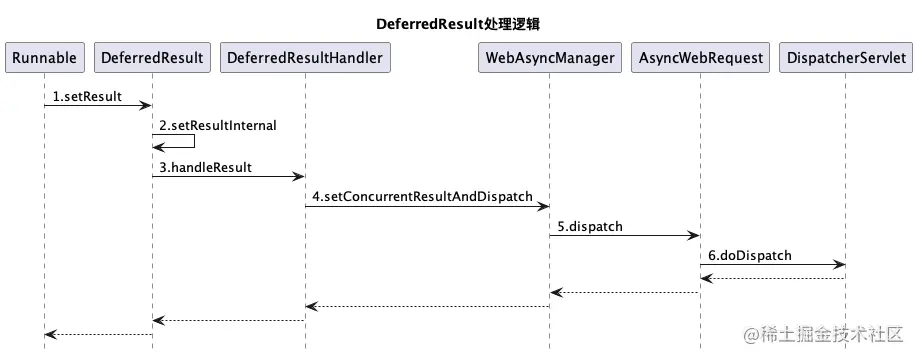 DeferredResult处理逻辑
Runnable
DeferredResult
DeferredResultHandler
WebAsyncManager
AsyncWebRequest
DispatcherServlet
1.setResult
2.setResultInternal
3.handleResult
4.setConcurrentResultAndDispatch
5.dispatch
6.doDispatch
@稀土掘金技术社区